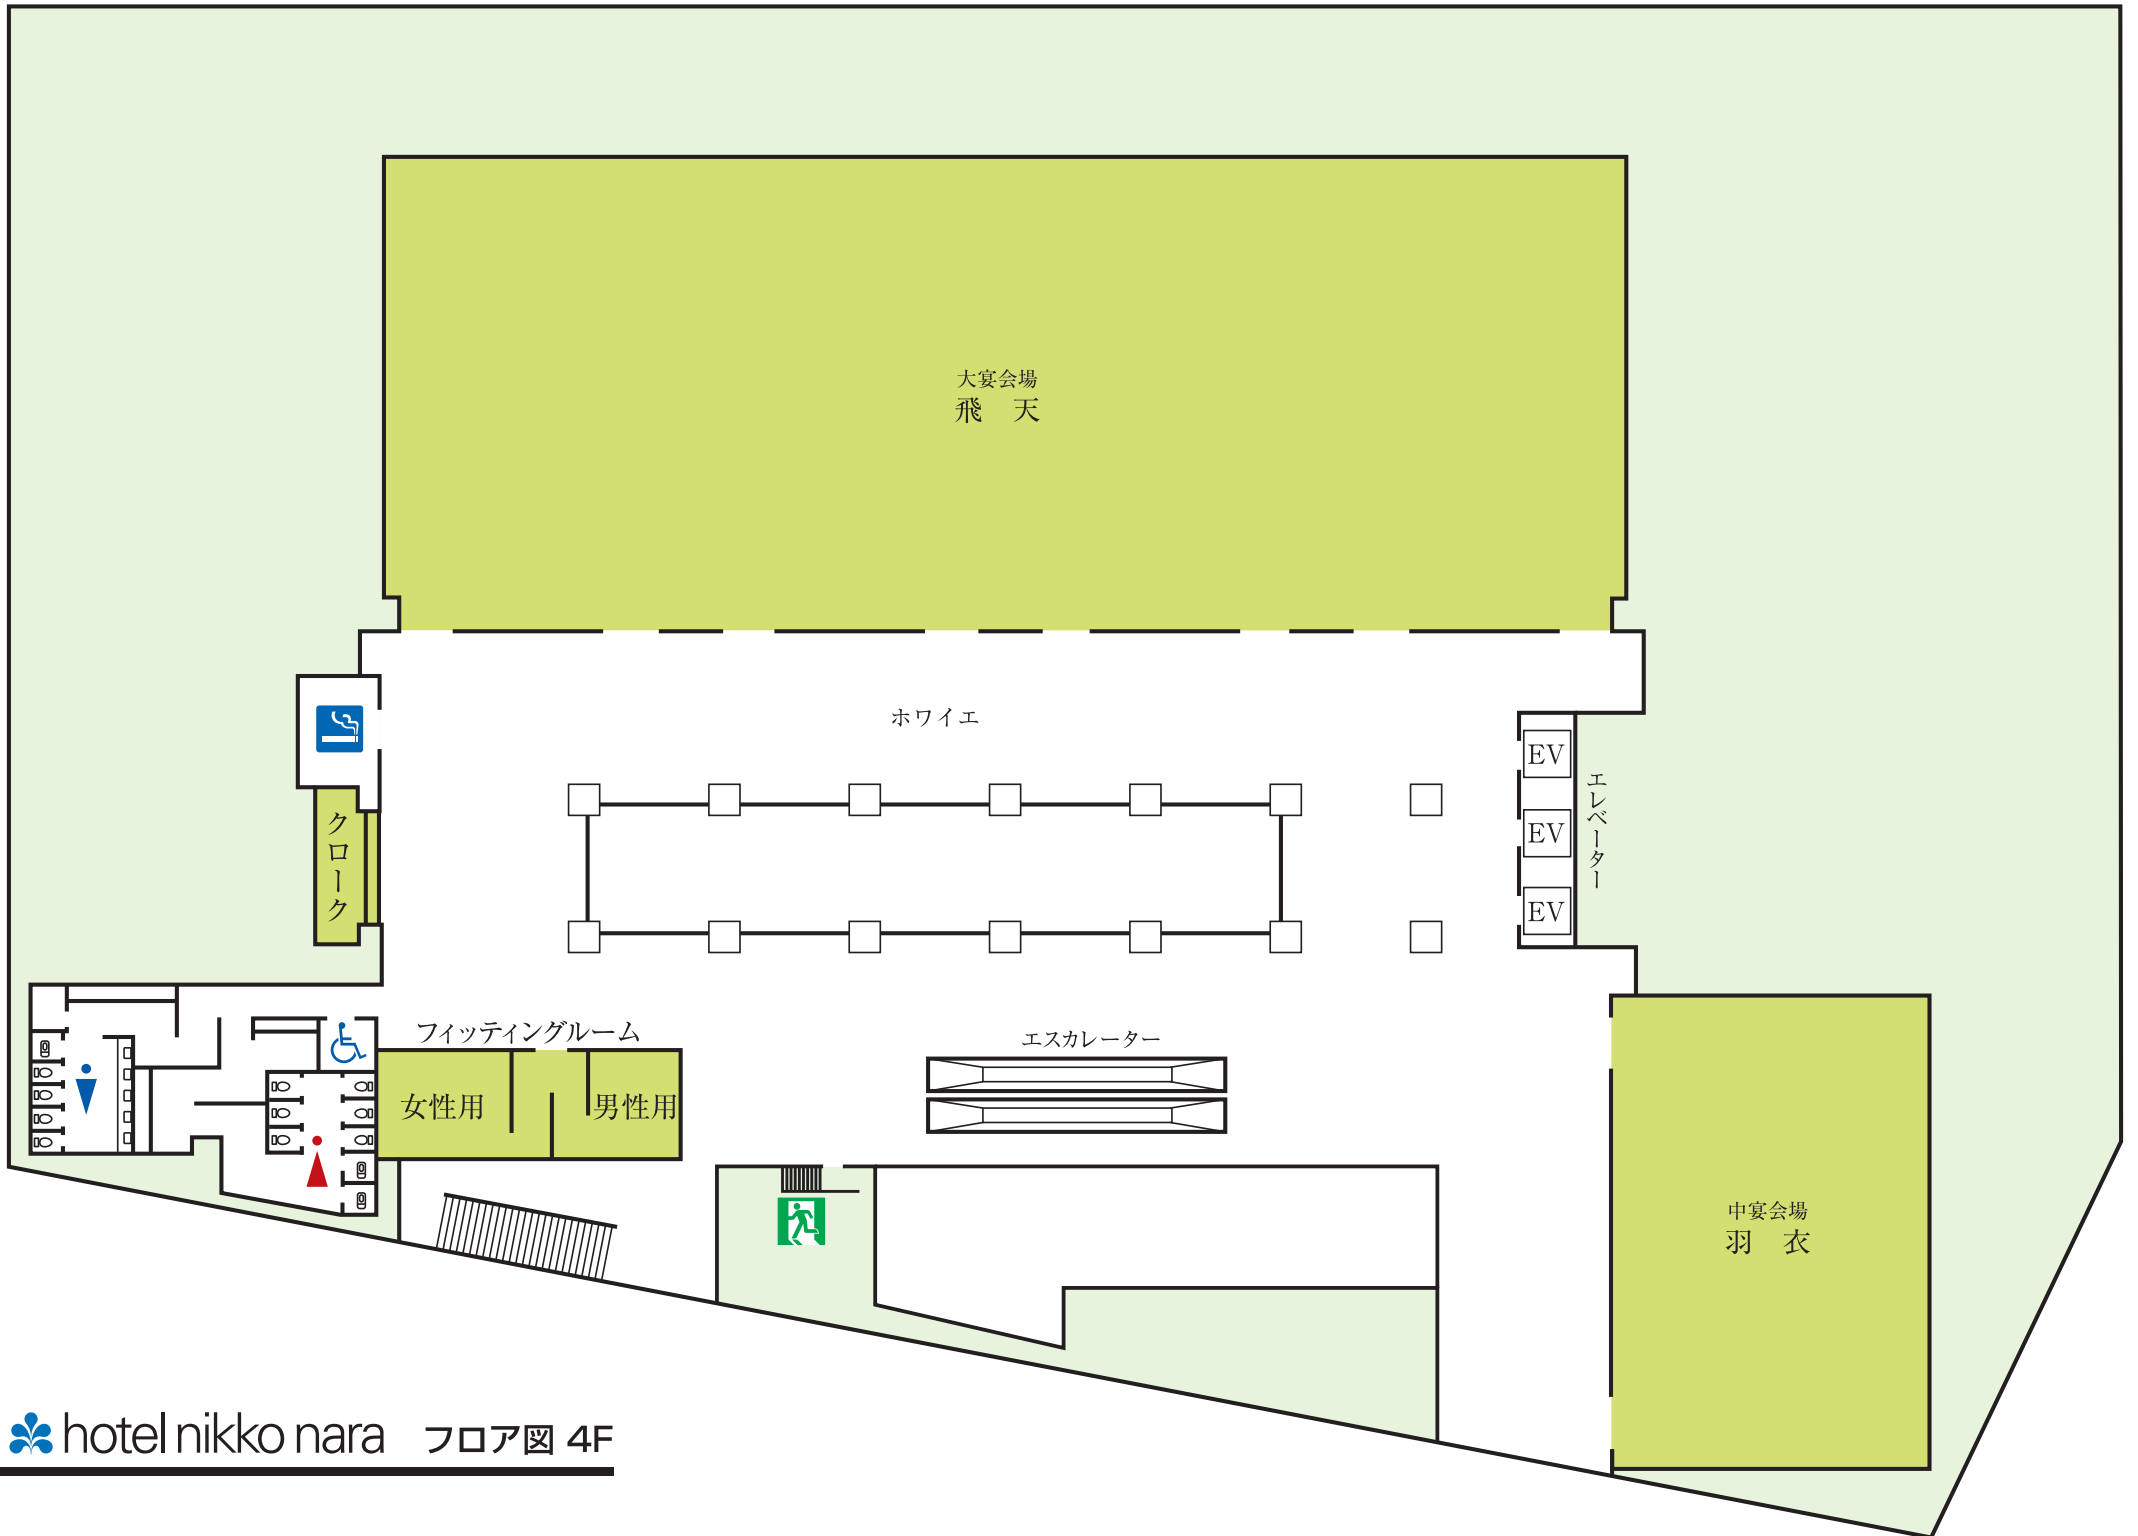 大宴会場
飛　天
ホワイエ
EV
EV
EV
エレベーター
クローク
フィッティングルーム
女性用
男性用
エスカレーター
中宴会場
羽　衣
hotel nikko nara フロア図 4F